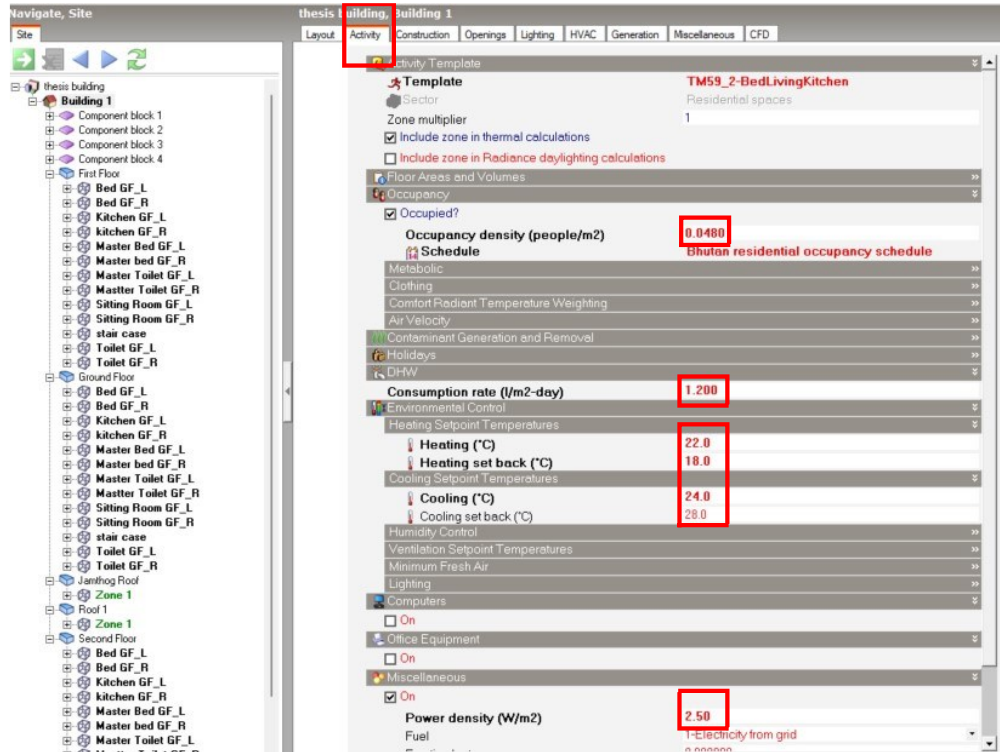 Navigate, Site
Site
thesis building
Building 1
Component block 1
Component block 2
Component block 3
Component block 4
First Floor
Bed GF_L
Bed GF_R
Kitchen GF_L
kitchen GF_R
Master Bed GF_L
Master bed GF_R
Master Toilet GF_L
Mastter Toilet GF_R
Sitting Room GF_L
Sitting Room GF_R
stair case
Toilet GF_L
Toilet GF_R
Ground Floor
Bed GF_L
Bed GF_R
Kitchen GF_L
kitchen GF_R
Master Bed GF_L
Master bed GF_R
Master Toilet GF_L
Mastter Toilet GF_R
Sitting Room GF_L
Sitting Room GF_R
stair case
Toilet GF_L
Toilet GF_R
Jamthog Roof
Zone 1
Roof 1
Zone 1
Second Floor
Bed GF_L
Bed GF_R
Kitchen GF_L
kitchen GF_R
Master Bed GF_L
Master bed GF_R
Master Toilet GF_L
thesis building, Building 1
Layout Activity Construction Openings Lighting HVAC Generation Miscellaneous CFD
Activity Template
Template TM59_2-BedLivingKitchen
Sector Residential spaces
Zone multiplier 1
Include zone in thermal calculations
Include zone in Radiance daylighting calculations
Floor Areas and Volumes
Occupancy
Occupied?
Occupancy density (people/m2) 0.0480
Schedule Bhutan residential occupancy schedule
Metabolic
Clothing
Comfort Radiant Temperature Weighting
Air Velocity
Contaminant Generation and Removal
Holidays
DHW
Consumption rate (l/m2-day) 1.200
Environmental Control
Heating Setpoint Temperatures
Heating (°C) 22.0
Heating set back (°C) 18.0
Cooling Setpoint Temperatures
Cooling (°C) 24.0
Cooling set back (°C) 28.0
Humidity Control
Ventilation Setpoint Temperatures
Minimum Fresh Air
Lighting
Computers
On
Office Equipment
On
Miscellaneous
On
Power density (W/m2) 2.50
Fuel 1-Electricity from grid